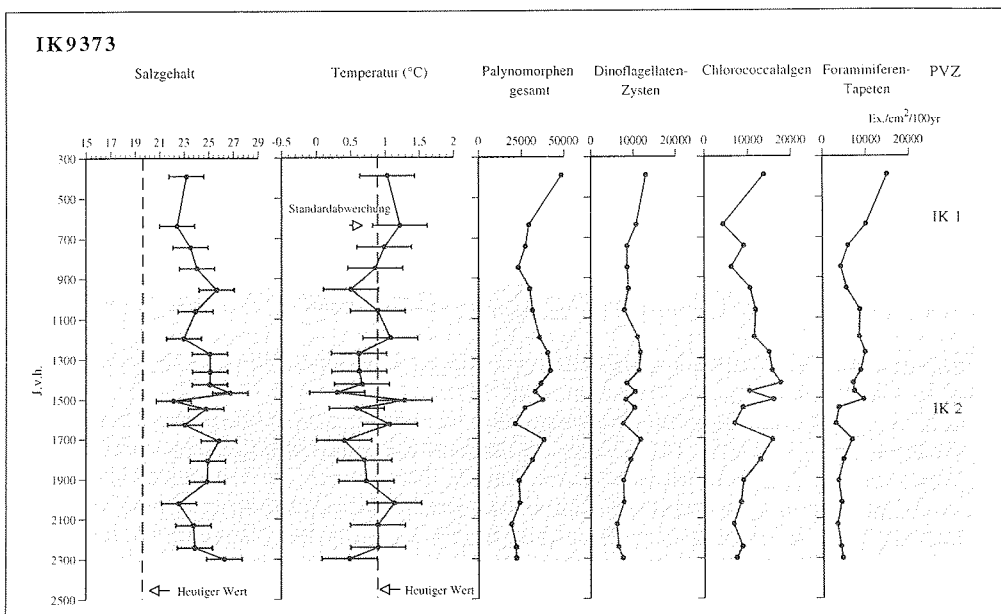 IK9373
Salzgehalt
Temperatur (°C)
Palynomorphen
gesamt
Dinoflagellaten-
Zysten
Chlorococcalalgen
Foraminiferen-
Tapeten
PVZ
Ex./cm²/100yr
15 17 19 21 23 25 27 29
-0.5 0 0.5 1 1.5 2
0 25000 50000
0 10000 20000
0 10000 20000
0 10000 20000
J.v.h.
300
500
700
900
1100
1300
1500
1700
1900
2100
2300
2500
Standardabweichung
IK 1
IK 2
Heutiger Wert
Heutiger Wert